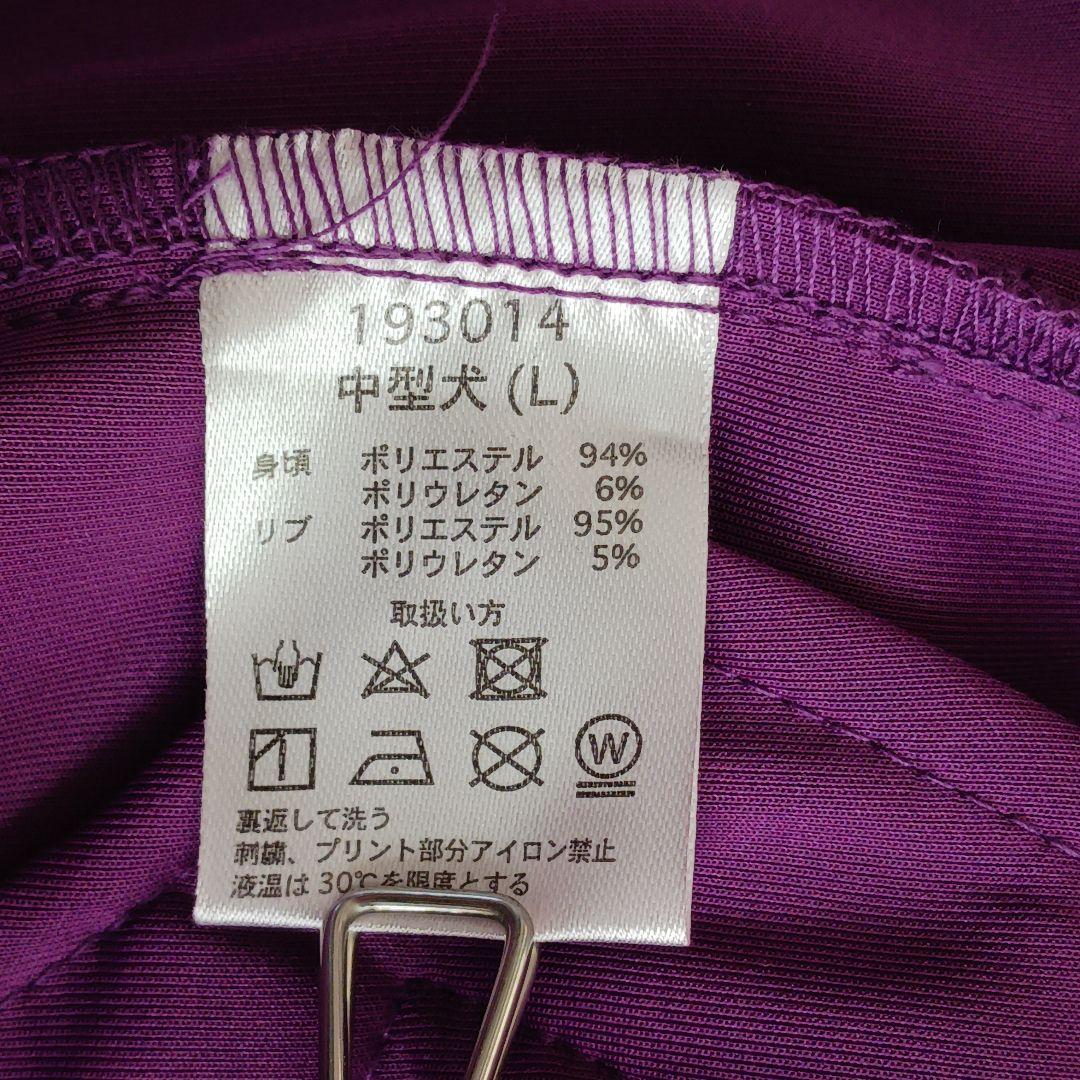 193014
中型犬 (L)
身頃 ポリエステル 94%
ポリウレタン 6%
リブ ポリエステル 95%
ポリウレタン 5%
取扱い方
W
裏返して洗う
刺繍、プリント部分アイロン禁止
液温は 30℃を限度とする